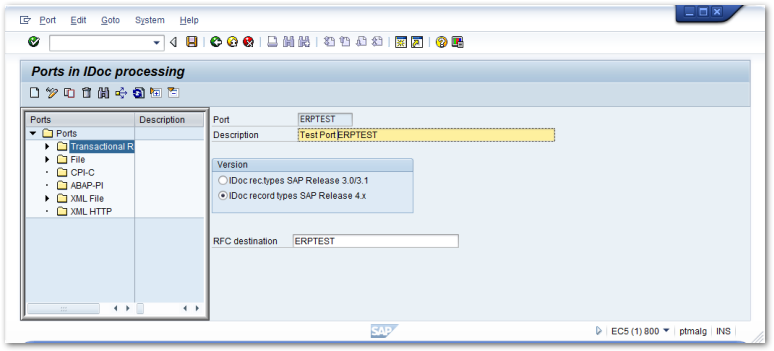 Port Edit Goto System Help
Ports in IDoc processing
Ports Description
Ports
Transactional R
File
CPI-C
ABAP-PI
XML File
XML HTTP
Port ERPTEST
Description Test Port ERPTEST
Version
IDoc rec.types SAP Release 3.0/3.1
IDoc record types SAP Release 4.x
RFC destination ERPTEST
SAP
EC5 (1) 800 ptmalg INS